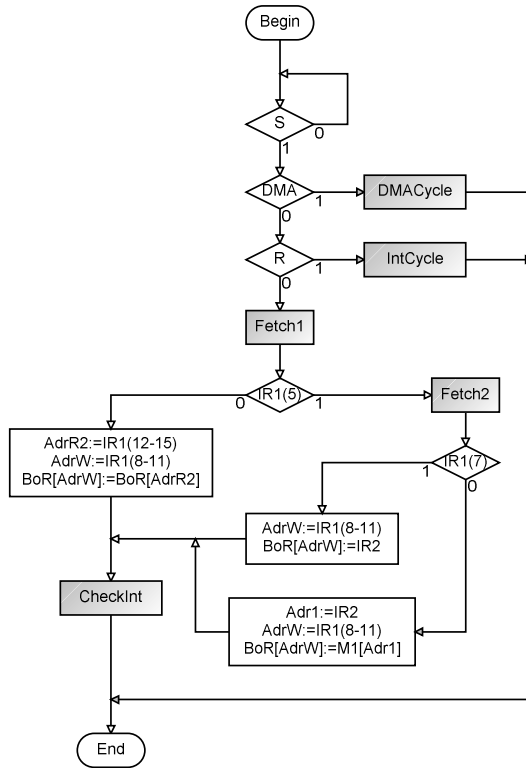 Begin
S
0
1
DMA
DMACycle
1
0
R
IntCycle
1
0
Fetch1
IR1(5)
0
1
Fetch2
AdrR2:=IR1(12-15)
AdrW:=IR1(8-11)
BoR[AdrW]:=BoR[AdrR2]
IR1(7)
1
0
AdrW:=IR1(8-11)
BoR[AdrW]:=IR2
CheckInt
Adr1:=IR2
AdrW:=IR1(8-11)
BoR[AdrW]:=M1[Adr1]
End